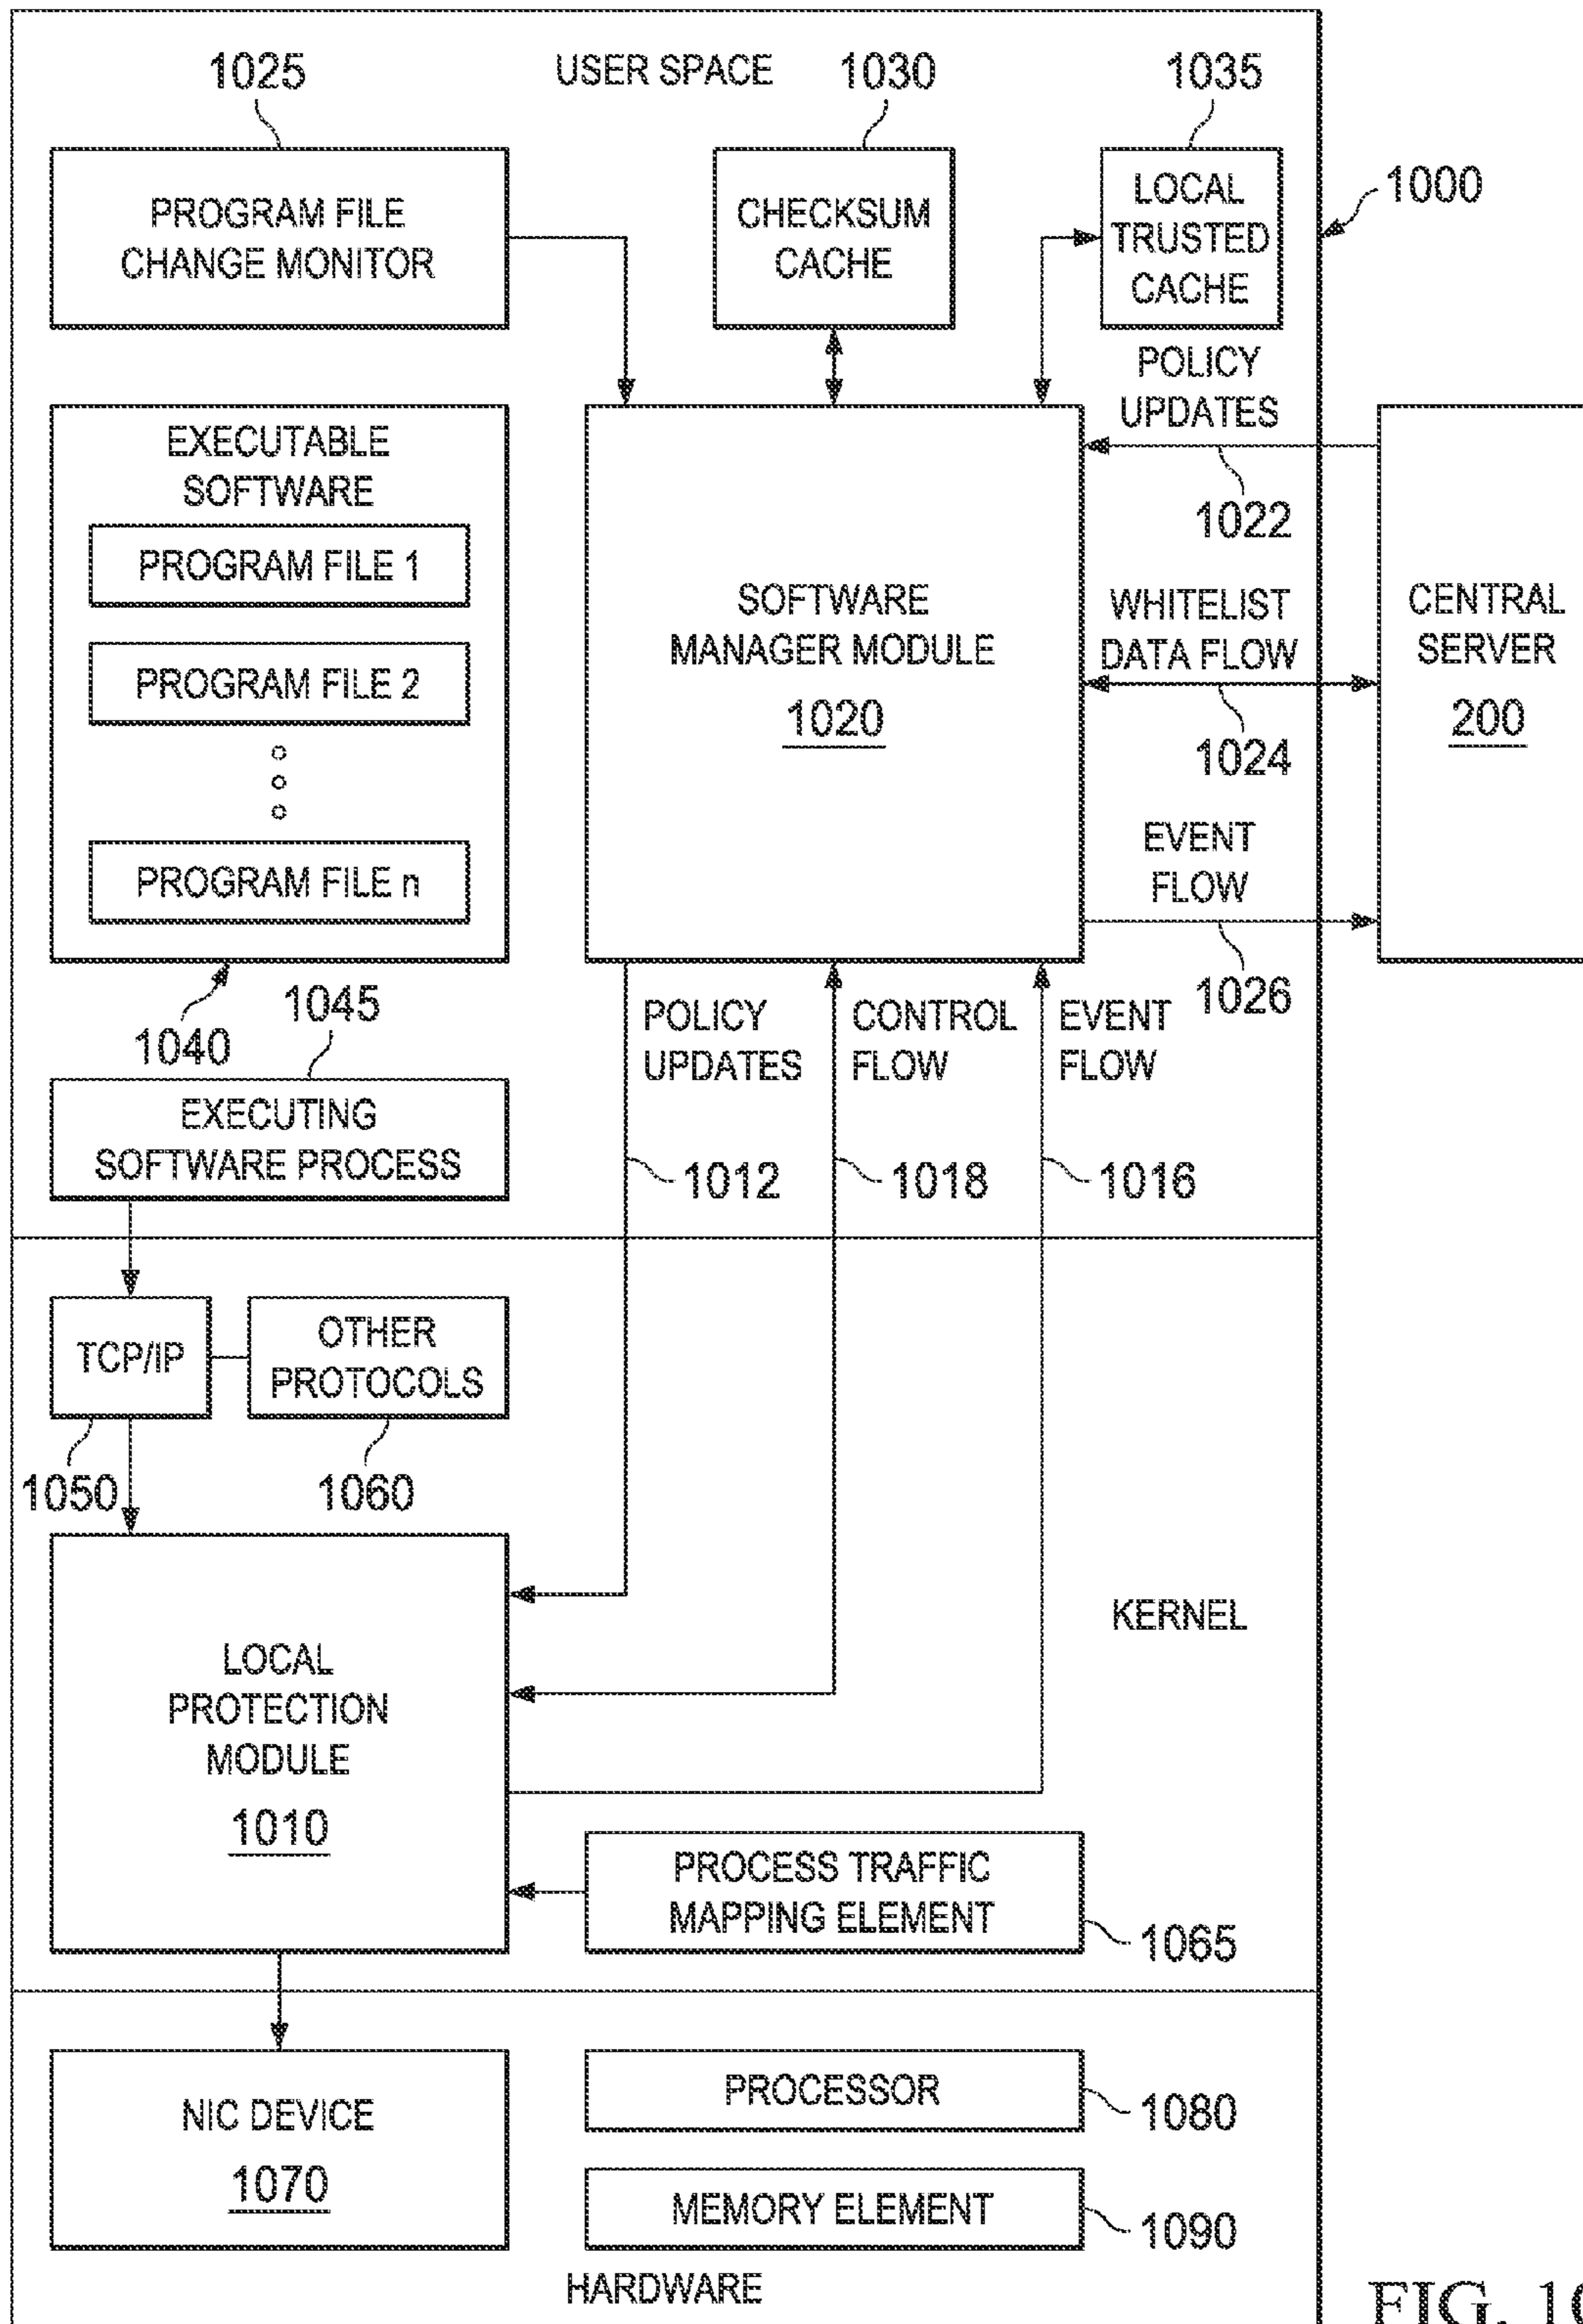 1025
USER SPACE
1030
1035
PROGRAM FILE
CHANGE MONITOR
CHECKSUM
CACHE
LOCAL
TRUSTED
CACHE
1000
POLICY
UPDATES
EXECUTABLE
SOFTWARE
PROGRAM FILE 1
PROGRAM FILE 2
PROGRAM FILE n
1040
SOFTWARE
MANAGER MODULE
1020
1022
WHITELIST
DATA FLOW
1024
EVENT
FLOW
1026
CENTRAL
SERVER
200
1045
EXECUTING
SOFTWARE PROCESS
POLICY
UPDATES
1012
CONTROL
FLOW
1018
EVENT
FLOW
1016
TCP/IP
1050
OTHER
PROTOCOLS
1060
KERNEL
LOCAL
PROTECTION
MODULE
1010
PROCESS TRAFFIC
MAPPING ELEMENT
1065
NIC DEVICE
1070
PROCESSOR
1080
MEMORY ELEMENT
1090
HARDWARE
FIG. 10